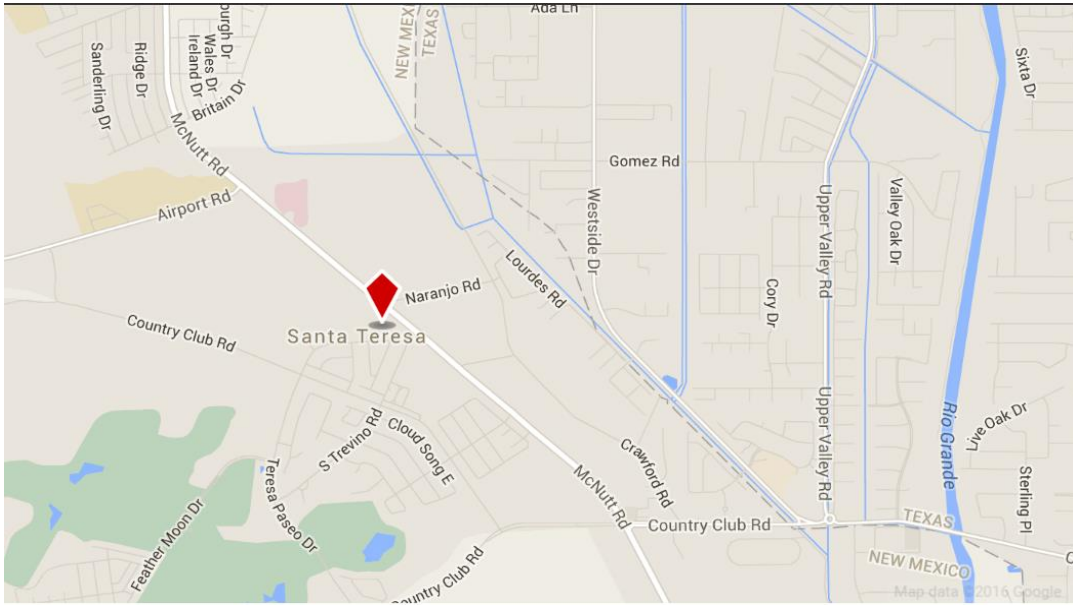 Ada Ln
burgh Dr
Wales Dr
Ireland Dr
Britain Dr
Ridge Dr
Sanderling Dr
NEW MEXI
TEXAS
Sixta Dr
McNutt Rd
Gomez Rd
Airport Rd
Westside Dr
Upper Valley Rd
Valley Oak Dr
Lourdes Rd
Naranjo Rd
Cory Dr
Country Club Rd
Santa Teresa
Upper Valley Rd
Rio Grande
Live Oak Dr
S Trevino Rd
Cloud Song E
Crawford Rd
Teresa Paseo Dr
McNutt Rd
Sterling Pl
Feather Moon Dr
Country Club Rd
TEXAS
C
Country Club Rd
NEW MEXICO
Map data ©2016 Google